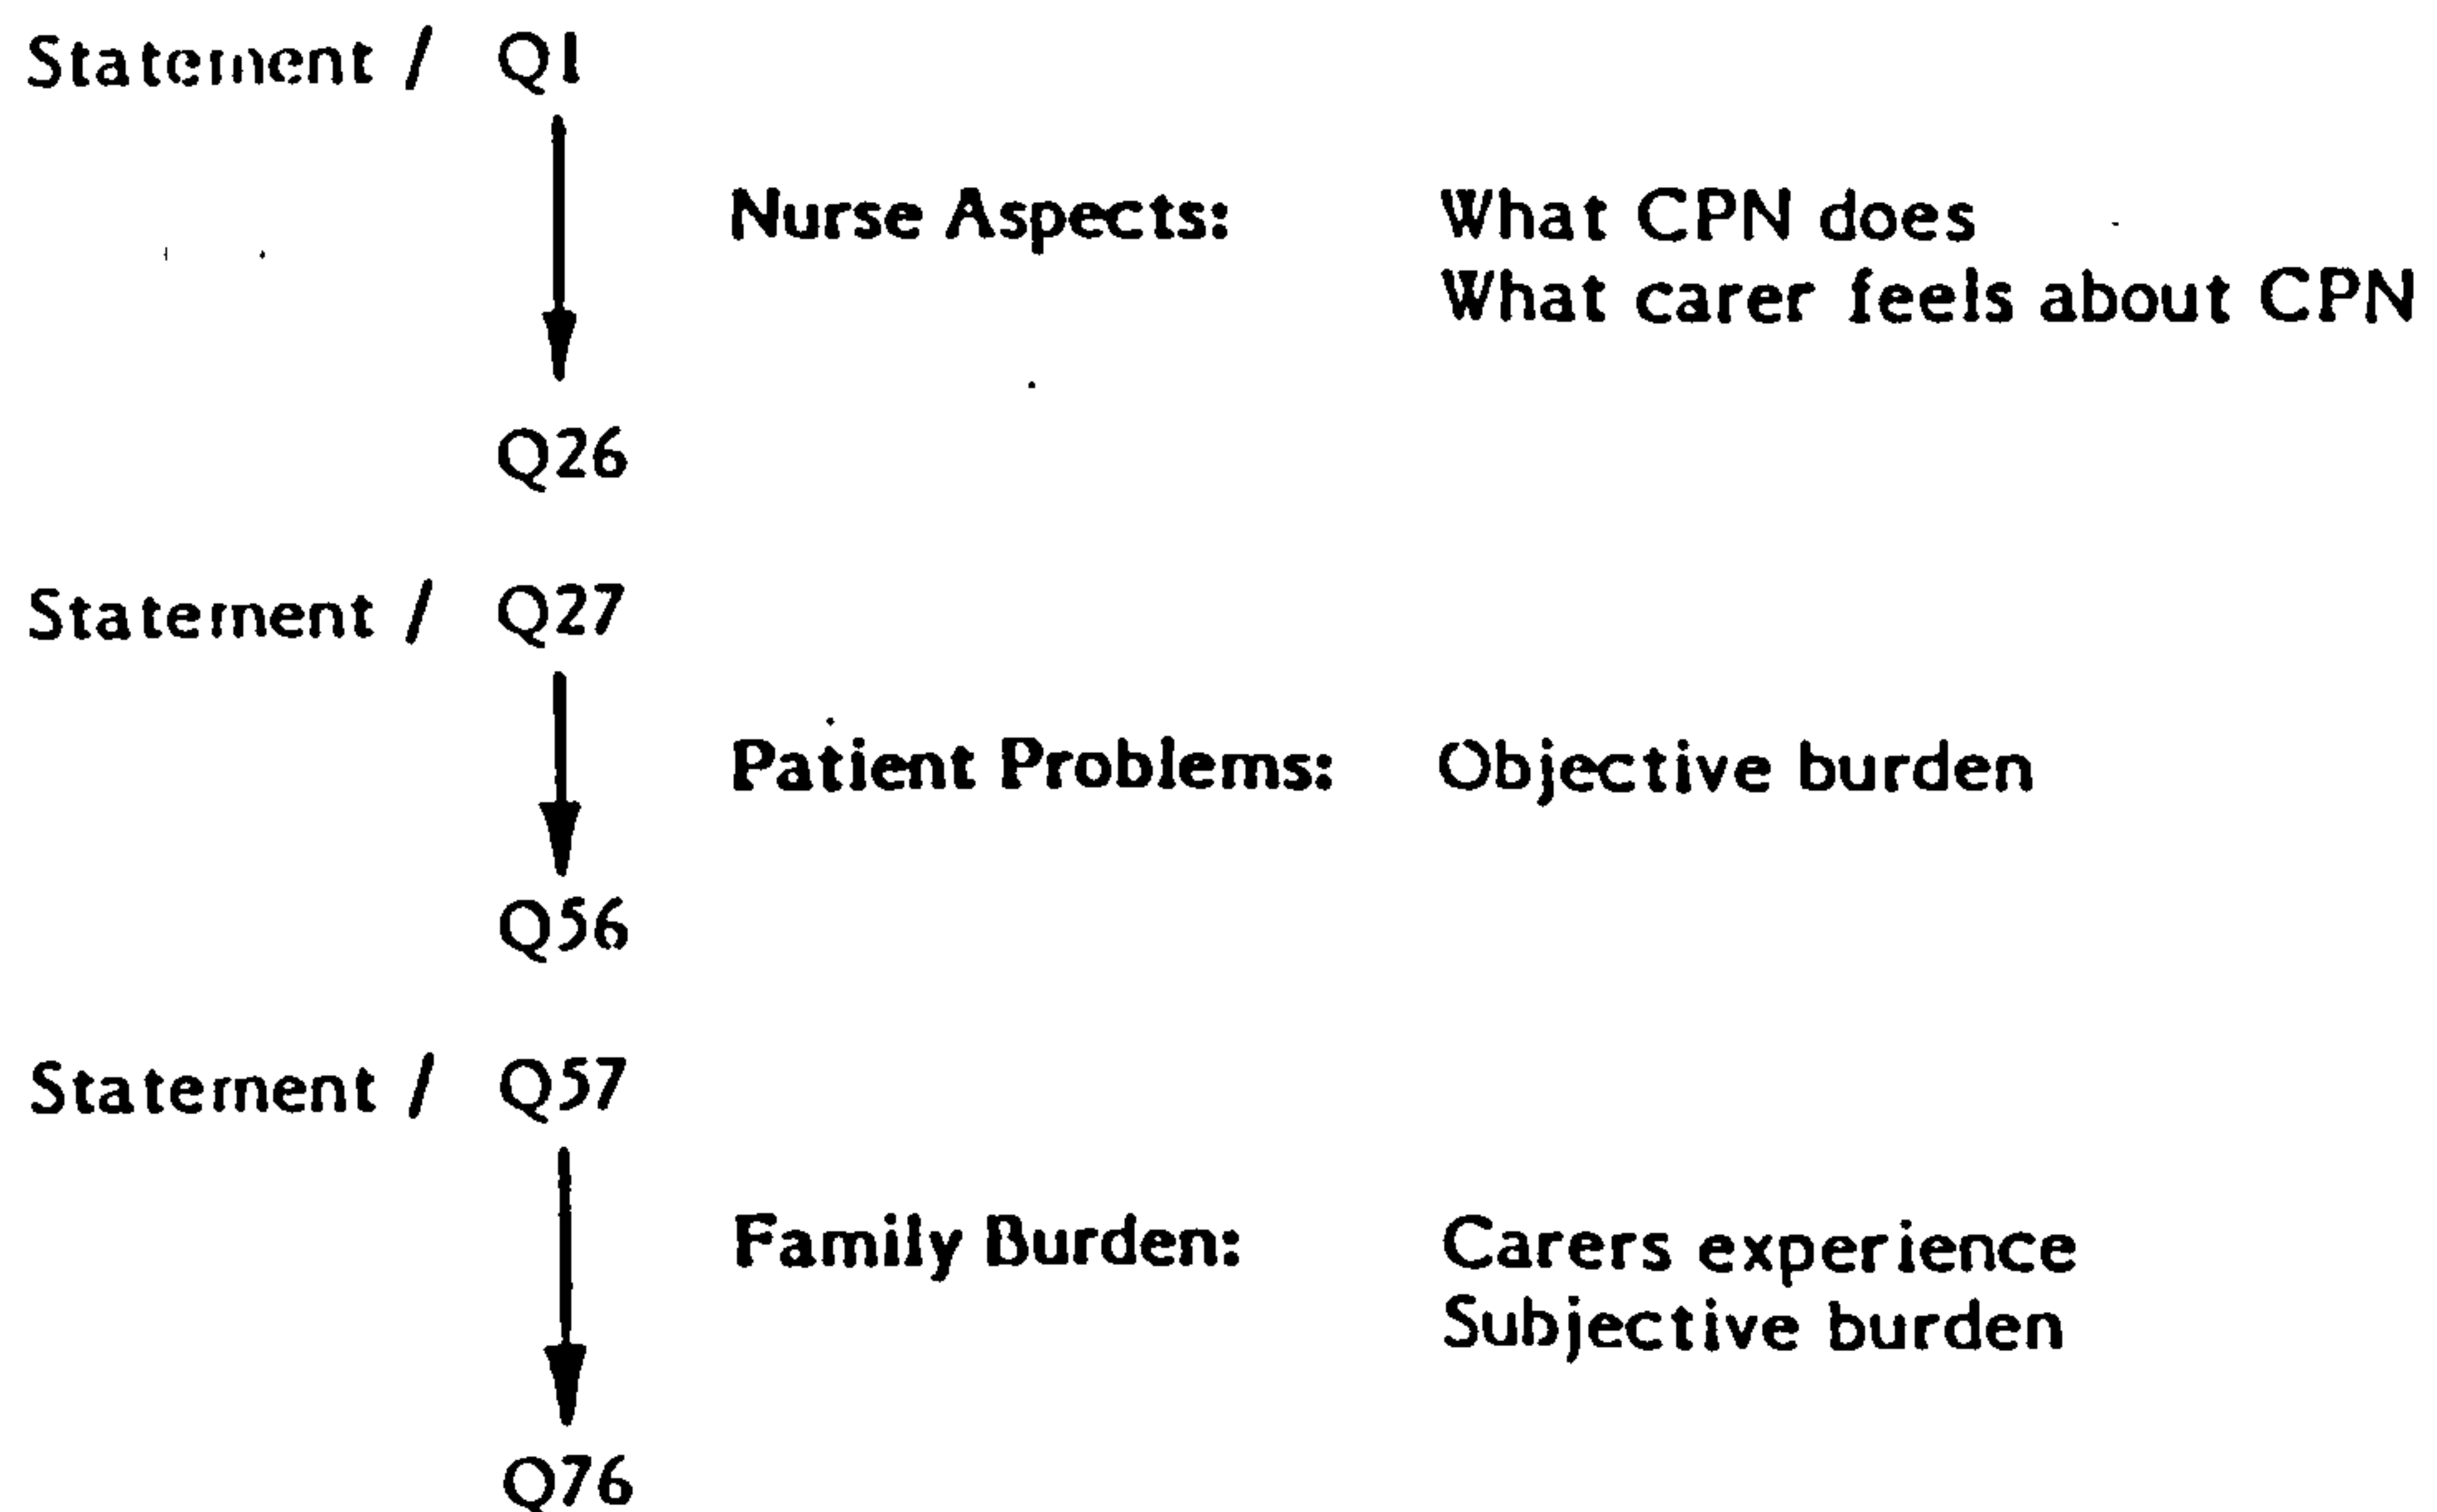 Statement / Q1
Nurse Aspects: What CPN does
What carer feels about CPN
Q26
Statement / Q27
Patient Problems: Objective burden
Q56
Statement / Q57
Family Burden: Carers experience
Subjective burden
Q76